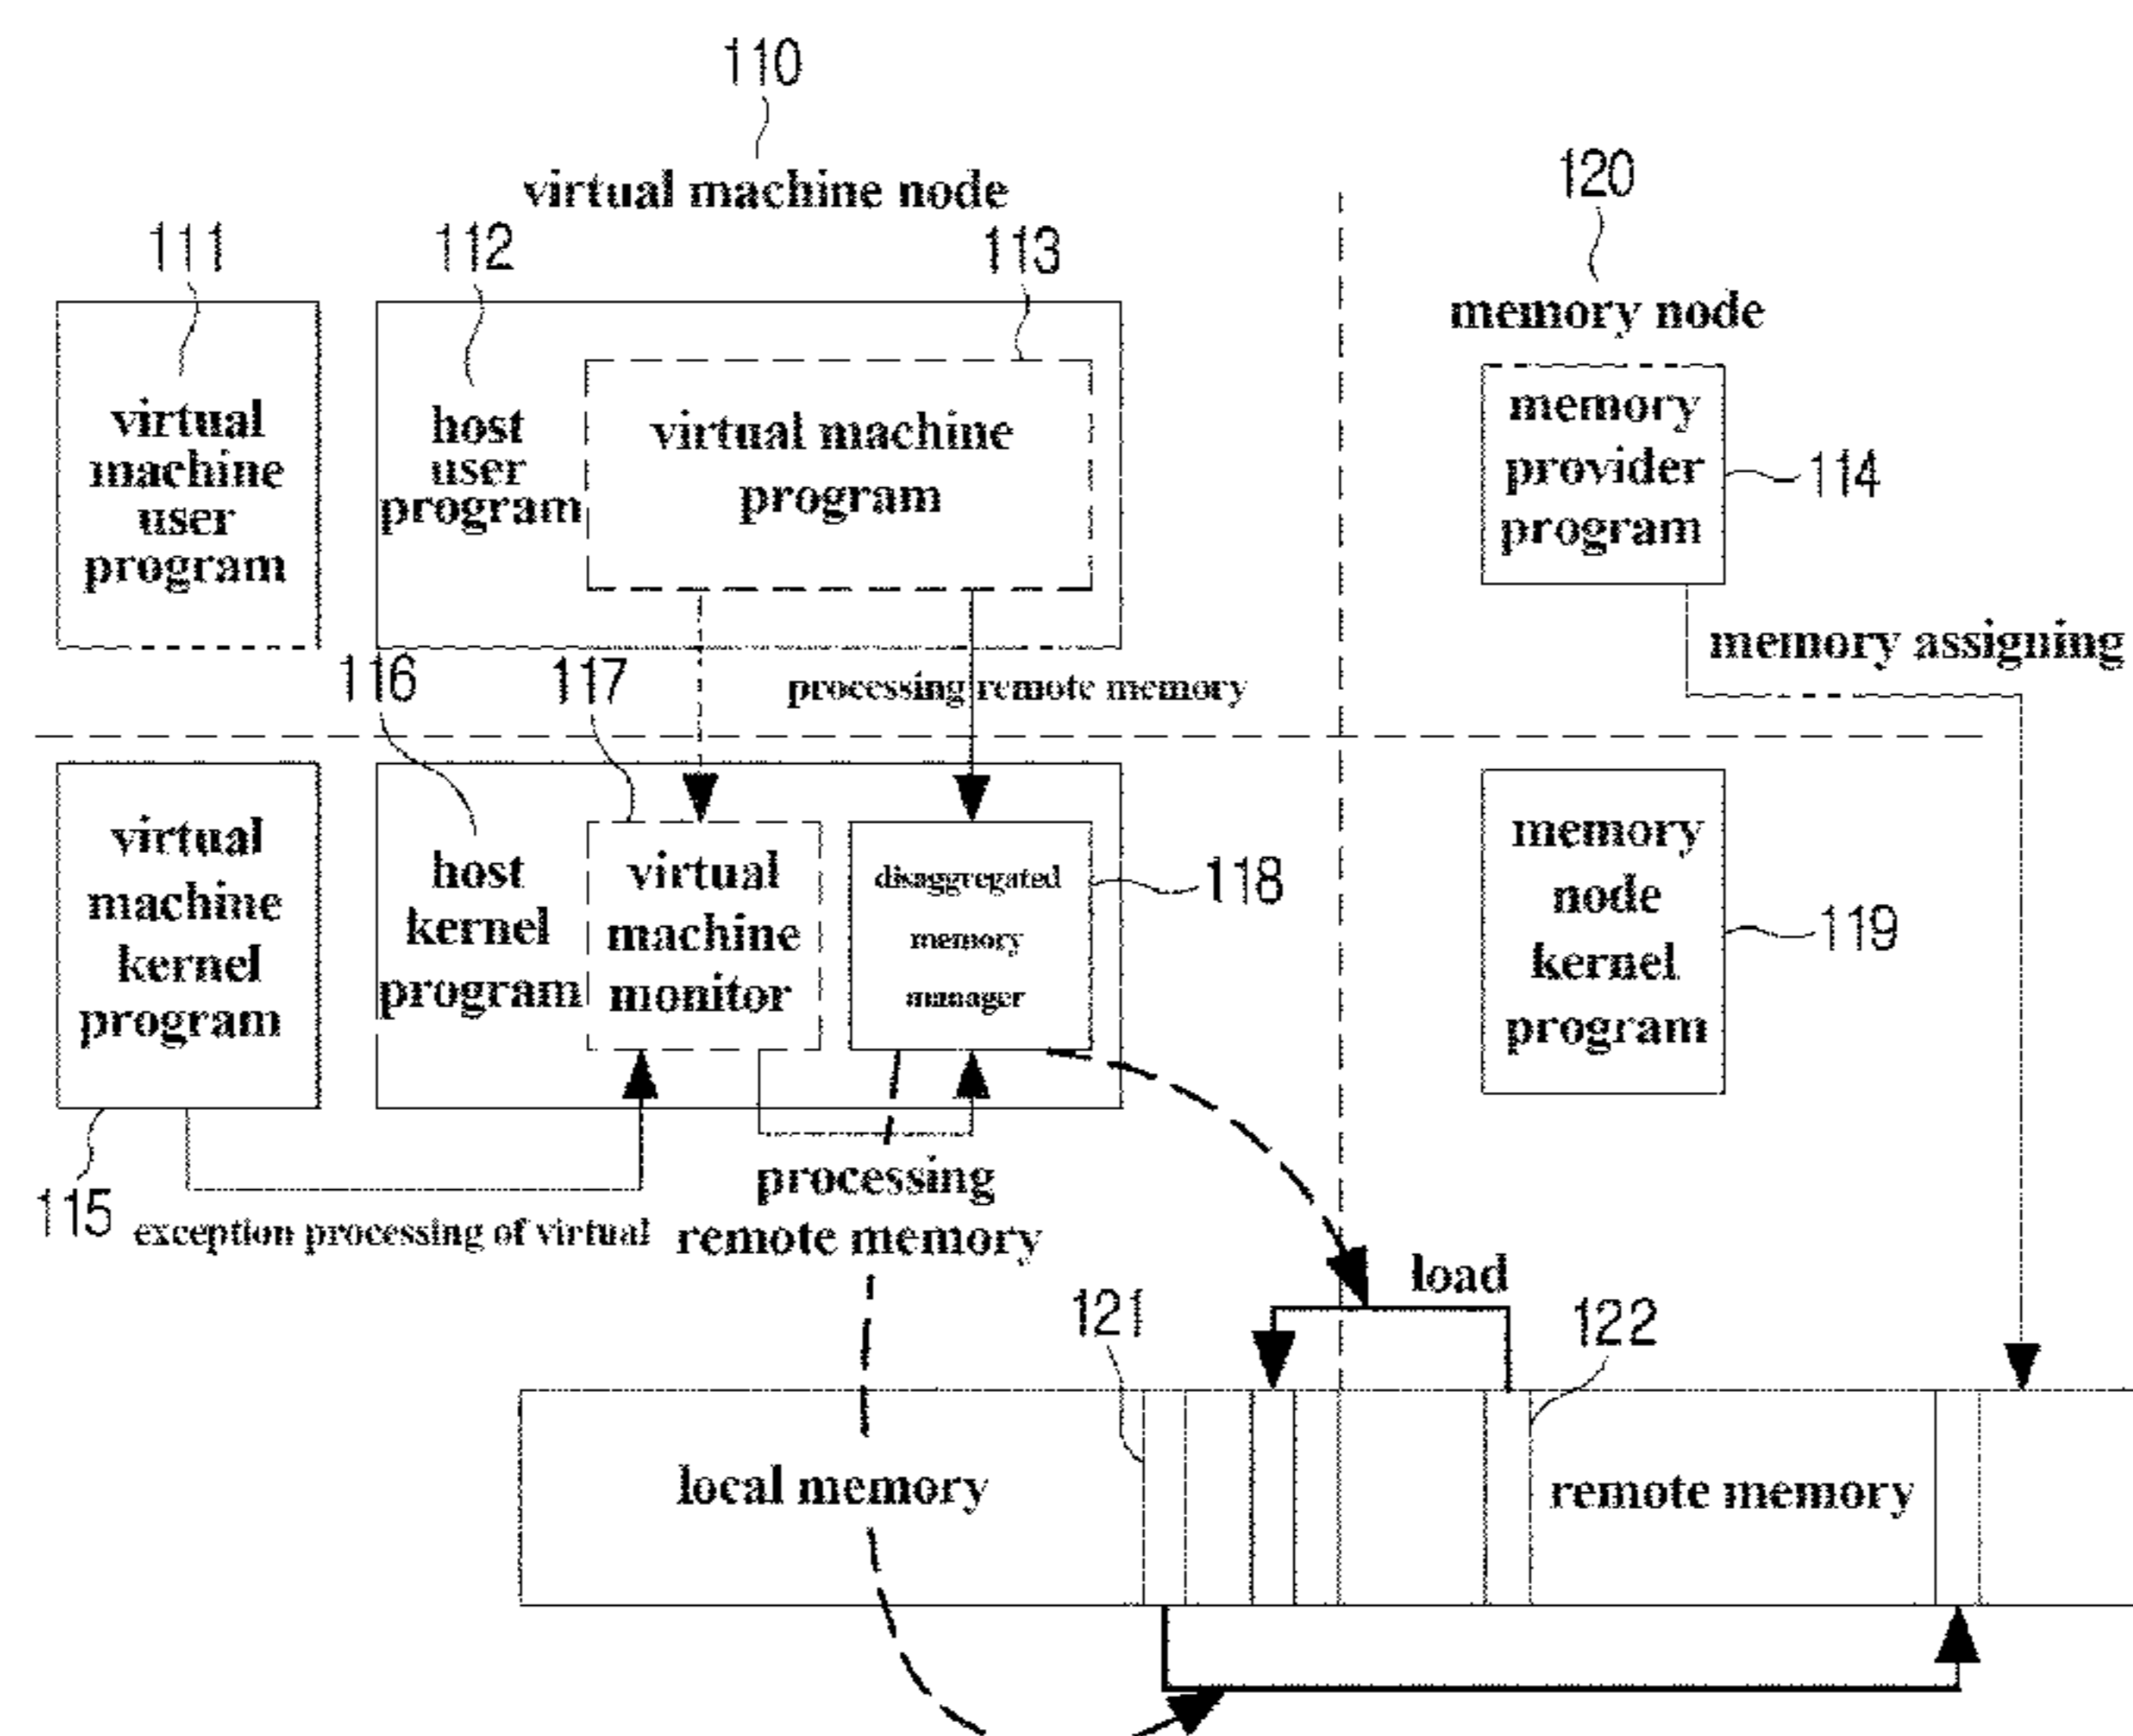 110
virtual machine node
120
memory node
111
112
113
virtual
machine
user
program
host
user
program
virtual machine
program
memory
provider
program
114
memory assigning
116
117
processing remote memory
virtual
machine
kernel
program
host
kernel
program
virtual
machine
monitor
disaggregated
memory
manager
118
memory
node
kernel
program
119
115
exception processing of virtual
processing
remote memory
load
121
122
local memory
remote memory